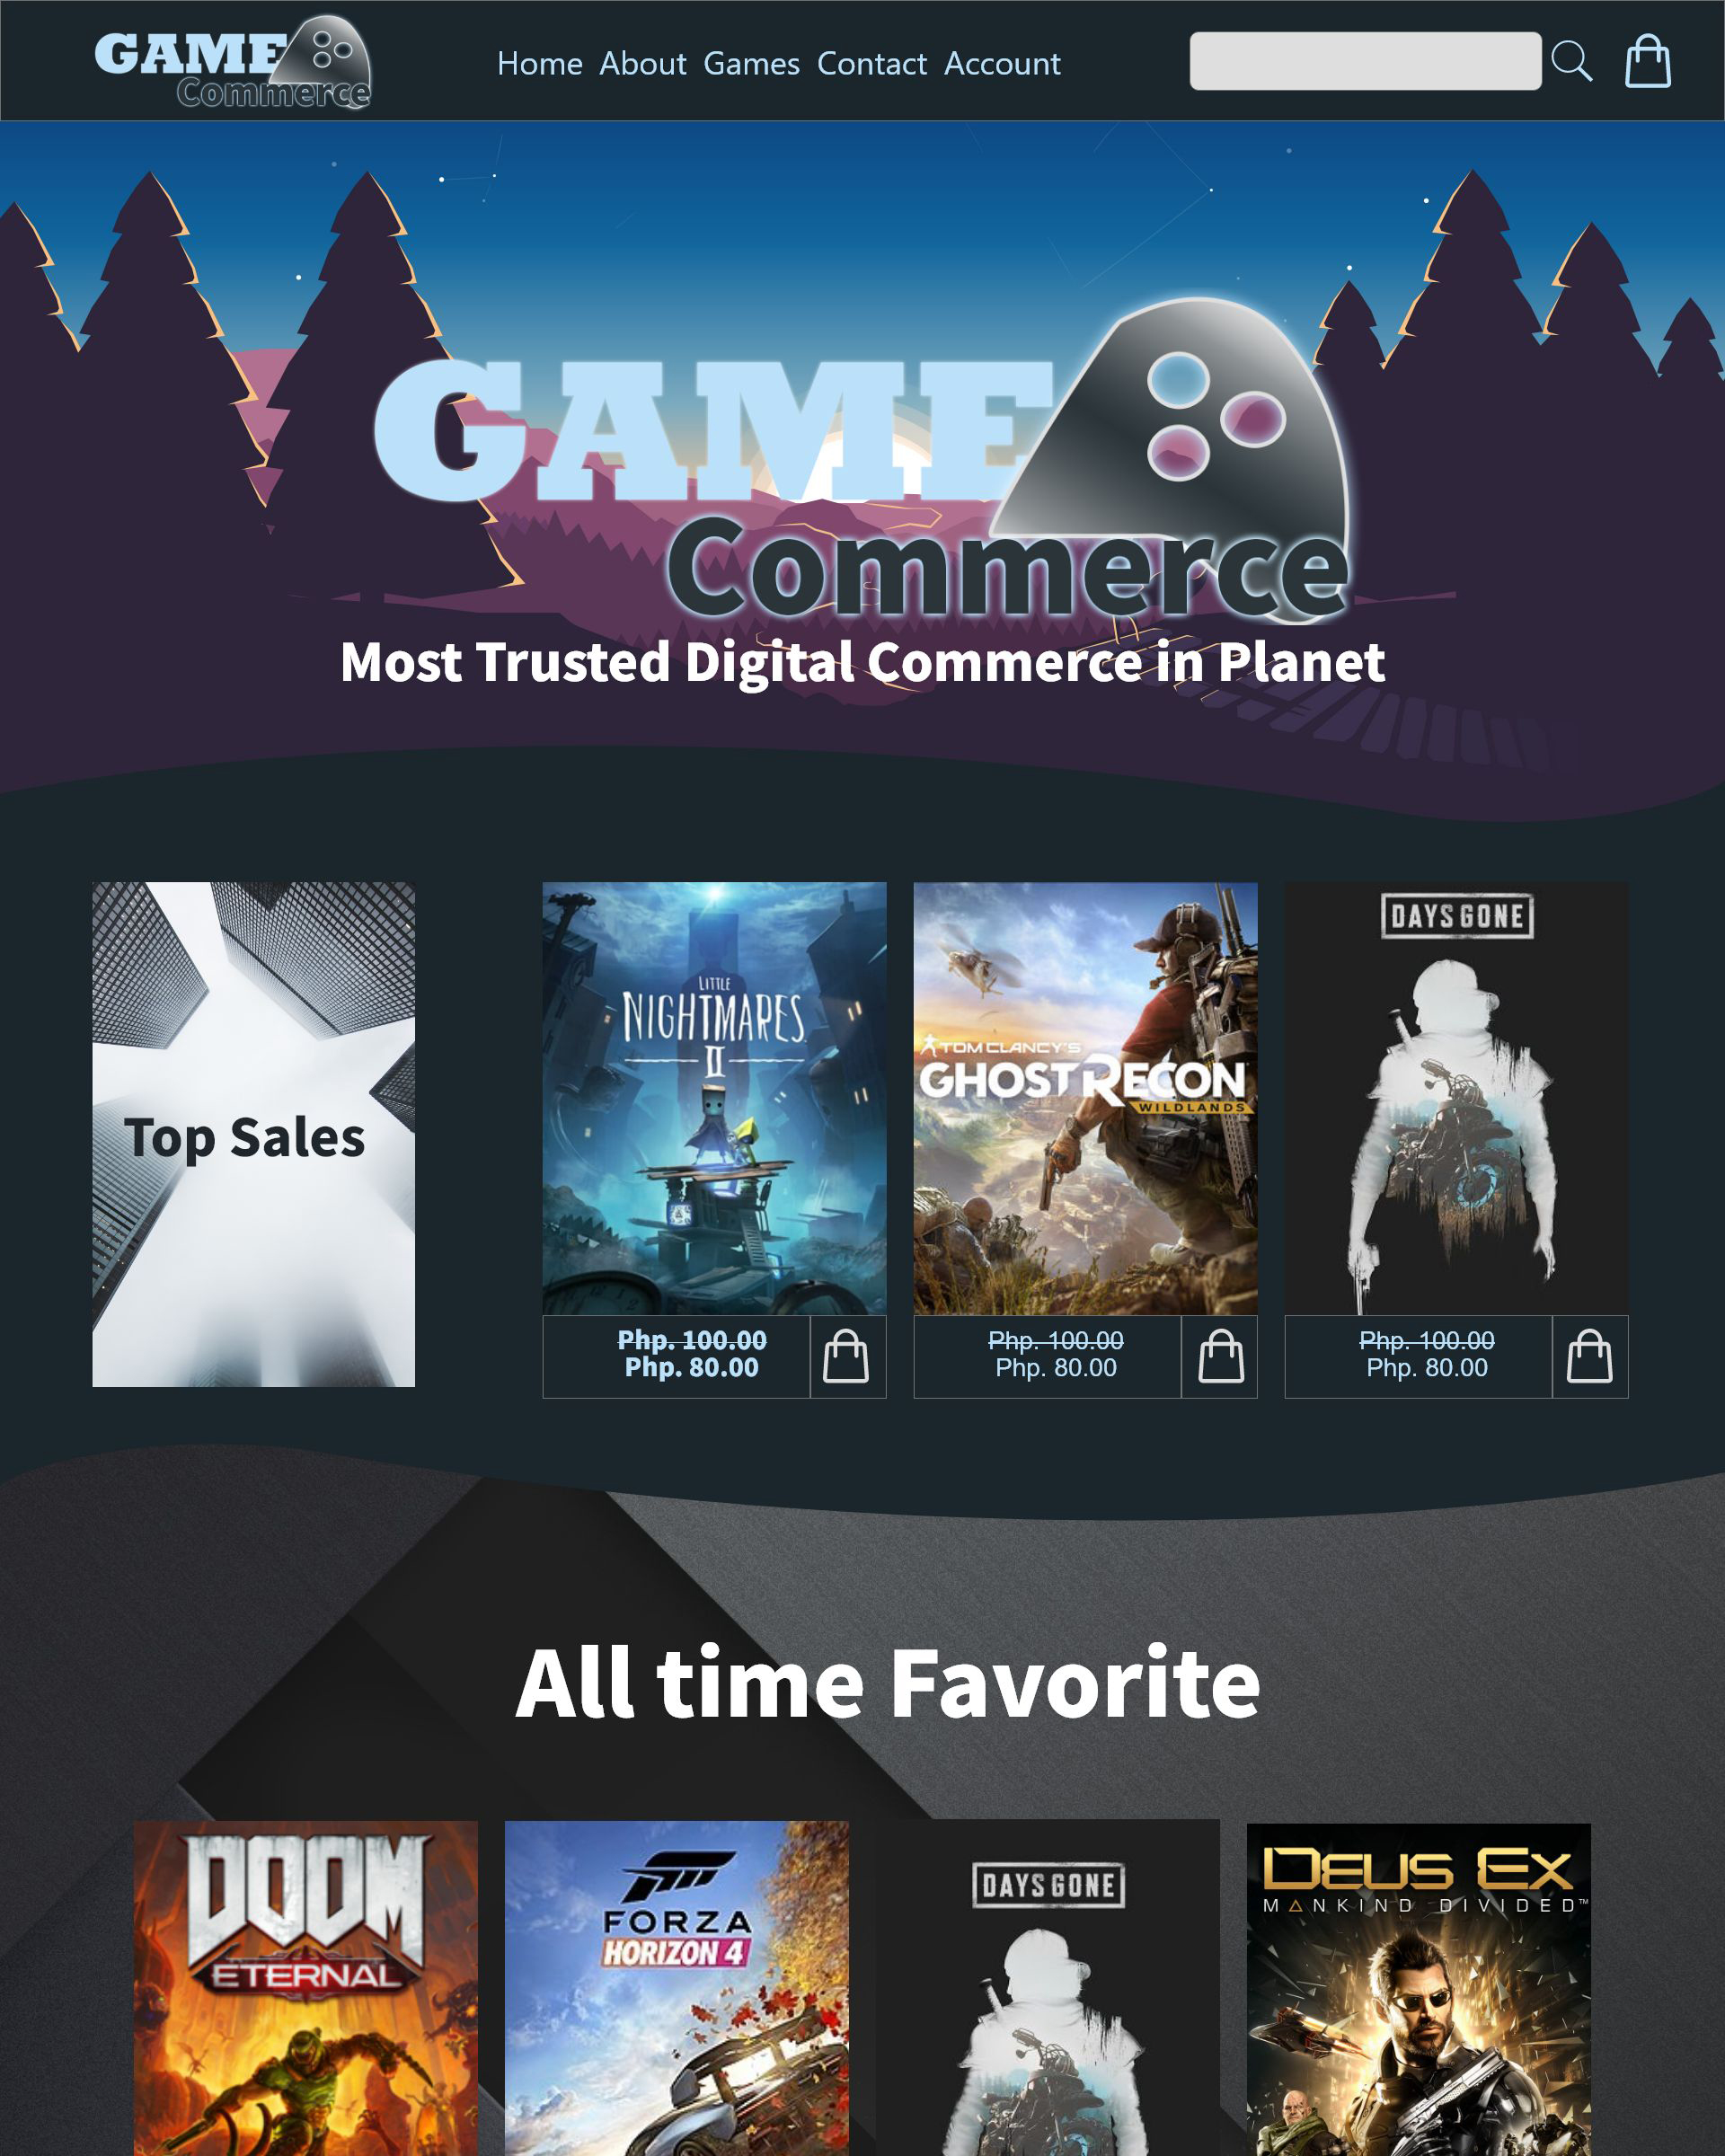 GAME
Commerce
Home About Games Contact Account
GAME
Commerce
Most Trusted Digital Commerce in Planet
Top Sales
LITTLE
NIGHTMARES
II
TOM CLANCY'S
GHOST RECON
WILDLANDS
DAYS GONE
Php. 100.00
Php. 80.00
Php. 100.00
Php. 80.00
Php. 100.00
Php. 80.00
All time Favorite
DOOM
ETERNAL
FORZA
HORIZON 4
DAYS GONE
DEUS EX
MANKIND DIVIDED™